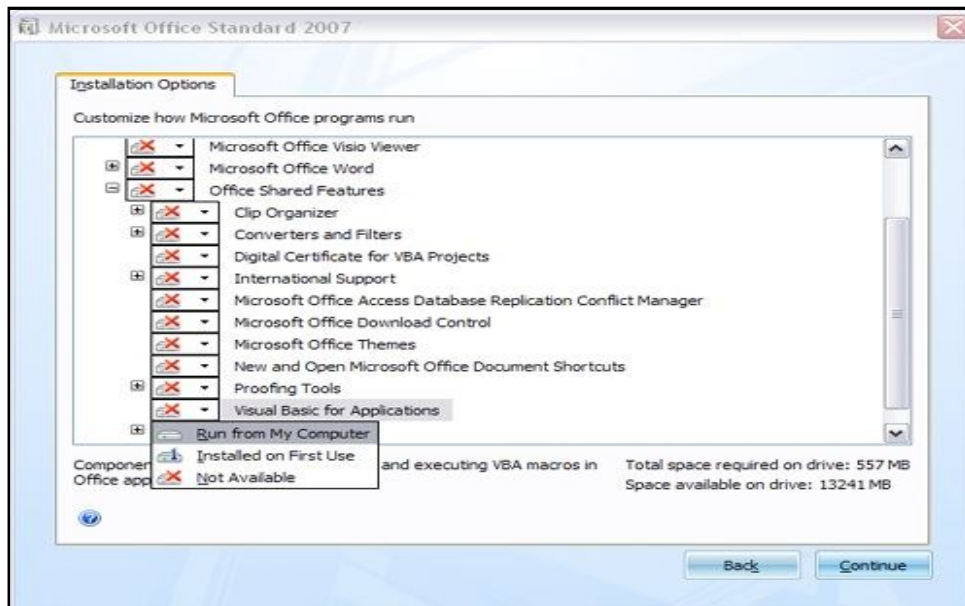 Microsoft Office Standard 2007
Installation Options
Customize how Microsoft Office programs run
Microsoft Office Visio Viewer
Microsoft Office Word
Office Shared Features
Clip Organizer
Converters and Filters
Digital Certificate for VBA Projects
International Support
Microsoft Office Access Database Replication Conflict Manager
Microsoft Office Download Control
Microsoft Office Themes
New and Open Microsoft Office Document Shortcuts
Proofing Tools
Visual Basic for Applications
Run from My Computer
Installed on First Use
Not Available
Componen and executing VBA macros in
Office app
Total space required on drive: 557 MB
Space available on drive: 13241 MB
Back
Continue